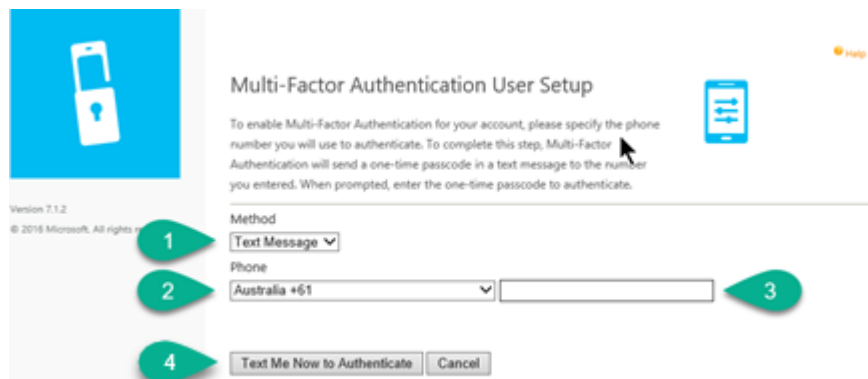 Help
Multi-Factor Authentication User Setup
To enable Multi-Factor Authentication for your account, please specify the phone
number you will use to authenticate. To complete this step, Multi-Factor
Authentication will send a one-time passcode in a text message to the number
you entered. When prompted, enter the one-time passcode to authenticate.
Version 7.1.2
© 2016 Microsoft. All rights
Method
1
Text Message
Phone
2
Australia +61
3
4
Text Me Now to Authenticate
Cancel